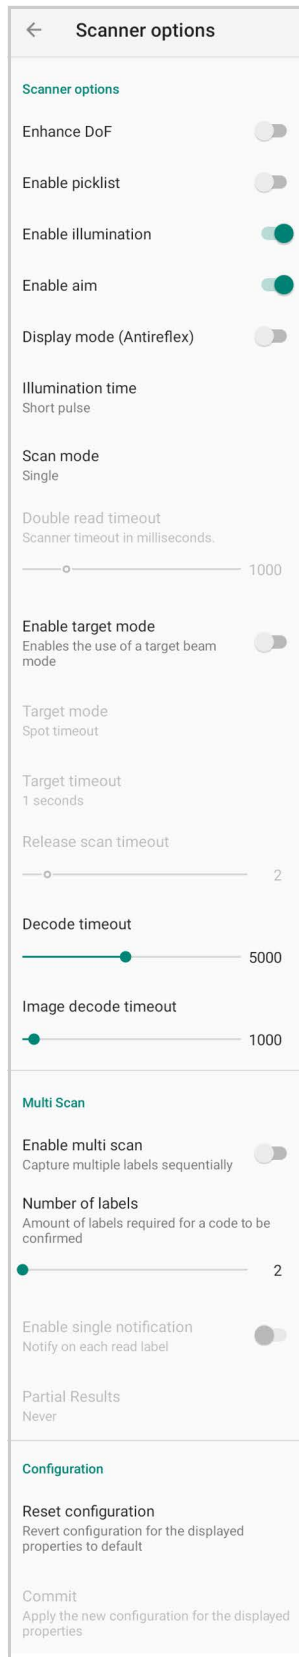 Scanner options
Scanner options
Enhance DoF
Enable picklist
Enable illumination
Enable aim
Display mode (Antireflex)
Illumination time
Short pulse
Scan mode
Single
Double read timeout
Scanner timeout in milliseconds.
1000
Enable target mode
Enables the use of a target beam
mode
Target mode
Spot timeout
Target timeout
1 seconds
Release scan timeout
2
Decode timeout
5000
Image decode timeout
1000
Multi Scan
Enable multi scan
Capture multiple labels sequentially
Number of labels
Amount of labels required for a code to be
confirmed
2
Enable single notification
Notify on each read label
Partial Results
Never
Configuration
Reset configuration
Revert configuration for the displayed
properties to default
Commit
Apply the new configuration for the displayed
properties